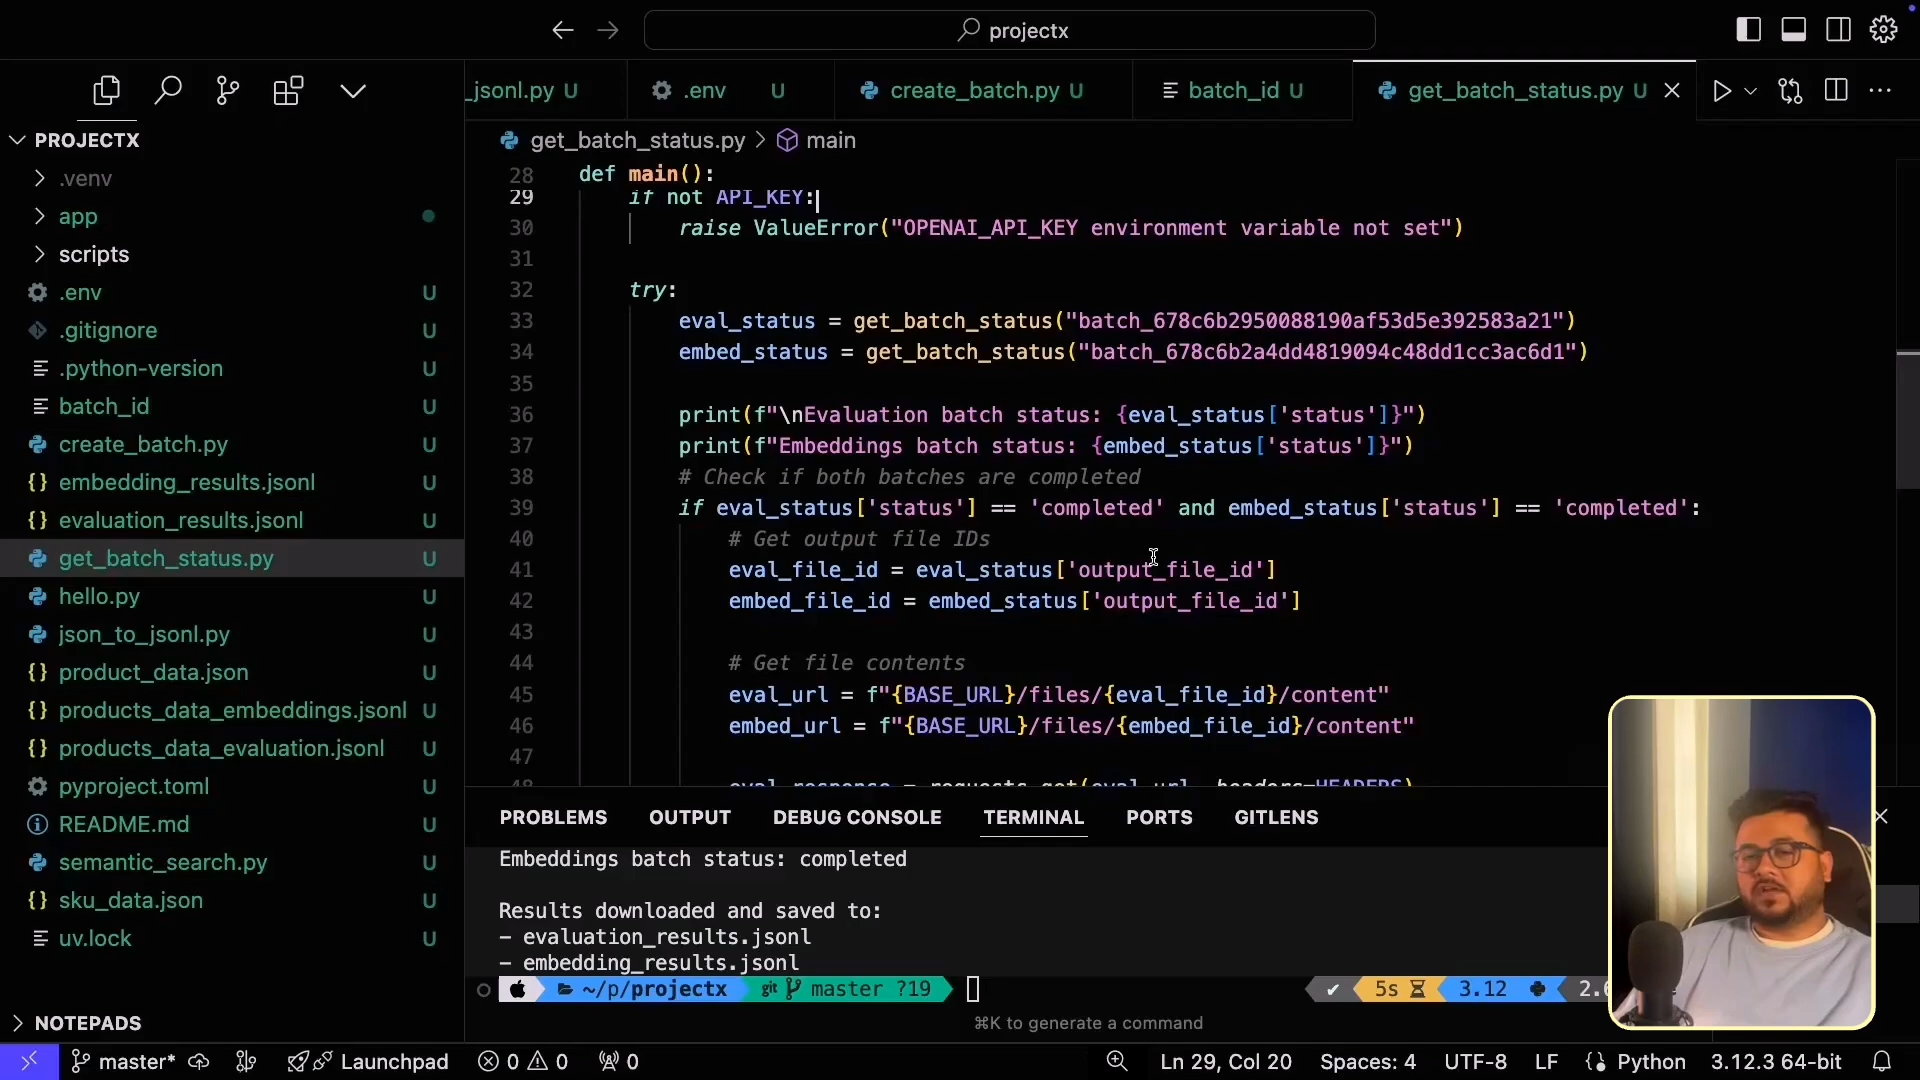 projectx
_jsonl.py U
.env U
create_batch.py U
batch_id U
get_batch_status.py U
PROJECTX
.venv
app
scripts
.env U
.gitignore U
.python-version U
batch_id U
create_batch.py U
embedding_results.jsonl U
evaluation_results.jsonl U
get_batch_status.py U
hello.py U
json_to_jsonl.py U
product_data.json U
products_data_embeddings.jsonl U
products_data_evaluation.jsonl U
pyproject.toml U
README.md U
semantic_search.py U
sku_data.json U
uv.lock U
NOTEPADS
get_batch_status.py > main
28 def main():
29 if not API_KEY:
30 raise ValueError("OPENAI_API_KEY environment variable not set")
31
32 try:
33 eval_status = get_batch_status("batch_678c6b2950088190af53d5e392583a21")
34 embed_status = get_batch_status("batch_678c6b2a4dd4819094c48dd1cc3ac6d1")
35
36 print(f"\nEvaluation batch status: {eval_status['status']}")
37 print(f"Embeddings batch status: {embed_status['status']}")
38 # Check if both batches are completed
39 if eval_status['status'] == 'completed' and embed_status['status'] == 'completed':
40 # Get output file IDs
41 eval_file_id = eval_status['output_file_id']
42 embed_file_id = embed_status['output_file_id']
43
44 # Get file contents
45 eval_url = f"{BASE_URL}/files/{eval_file_id}/content"
46 embed_url = f"{BASE_URL}/files/{embed_file_id}/content"
47
48 eval_response = requests.get(eval_url, headers=HEADERS)
PROBLEMS OUTPUT DEBUG CONSOLE TERMINAL PORTS GITLENS
Embeddings batch status: completed
Results downloaded and saved to:
- evaluation_results.jsonl
- embedding_results.jsonl
~/p/projectx git master ?19 ✔ 5s 3.12
⌘K to generate a command
master* Launchpad 0 0 0 Ln 29, Col 20 Spaces: 4 UTF-8 LF Python 3.12.3 64-bit